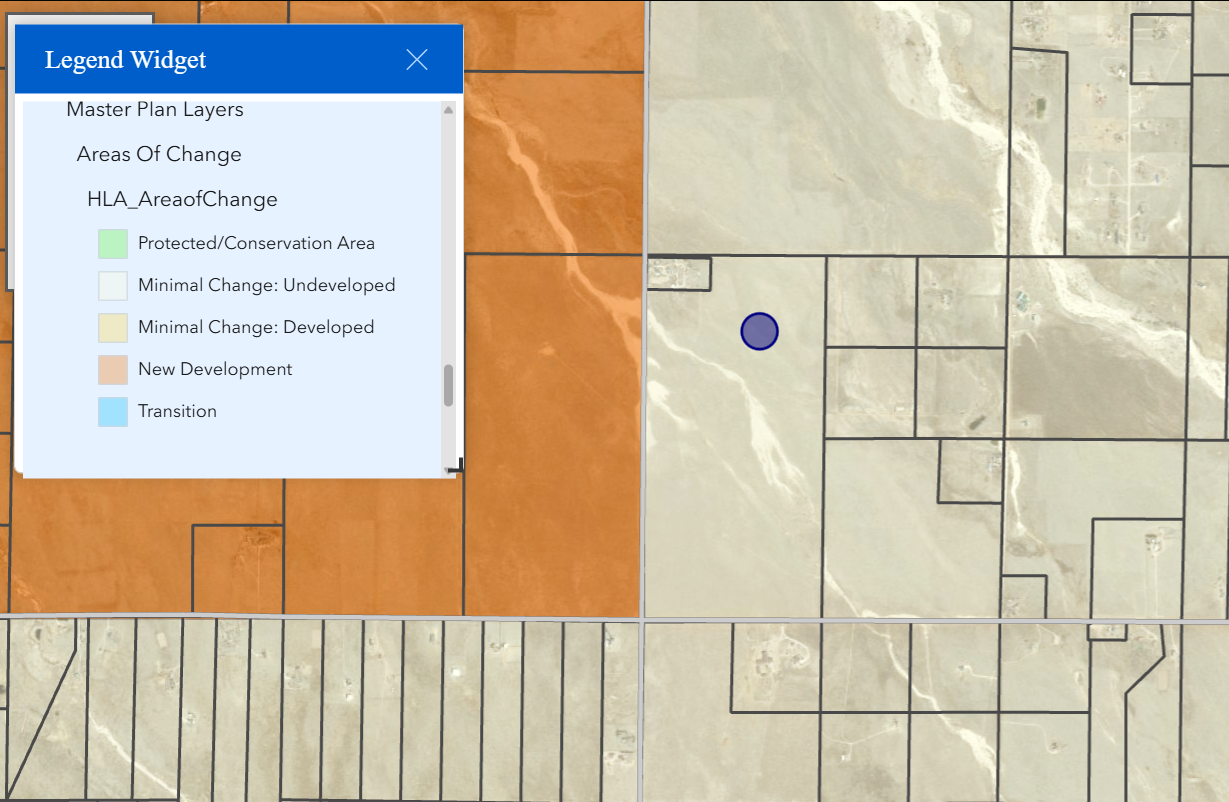 Legend Widget
Master Plan Layers
Areas Of Change
HLA_AreaofChange
Protected/Conservation Area
Minimal Change: Undeveloped
Minimal Change: Developed
New Development
Transition